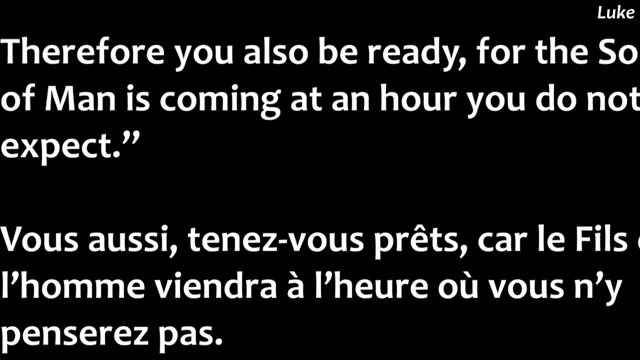 Luke
Therefore you also be ready, for the So
of Man is coming at an hour you do not
expect.”
Vous aussi, tenez-vous prêts, car le Fils
l’homme viendra à l’heure où vous n’y
penserez pas.